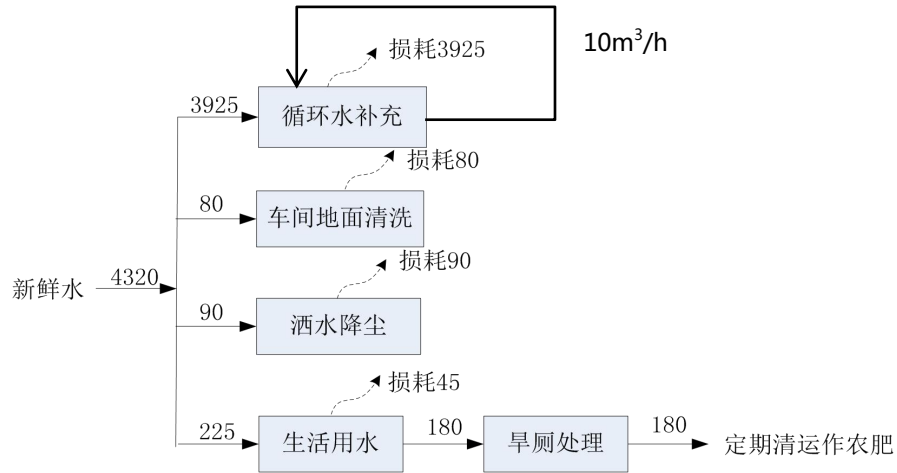 10m³/h
损耗3925
3925
循环水补充
损耗80
80
车间地面清洗
损耗90
新鲜水
4320
90
洒水降尘
损耗45
225
生活用水
180
旱厕处理
180
定期清运作农肥